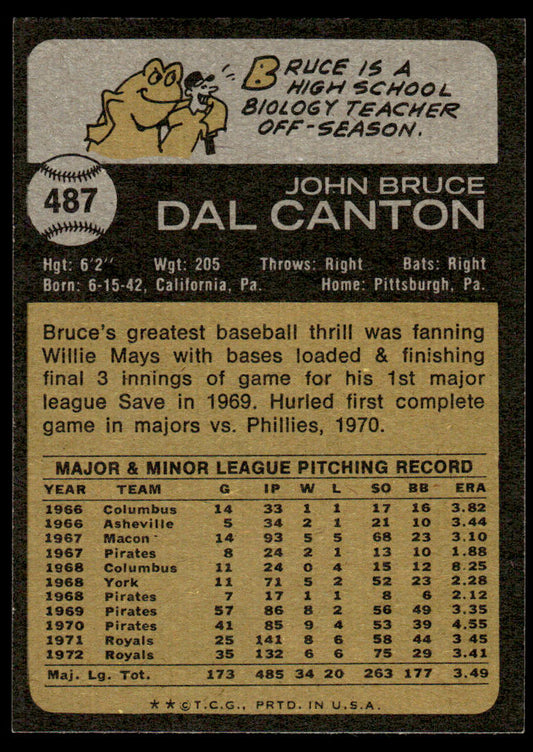 BRUCE IS A
HIGH SCHOOL
BIOLOGY TEACHER
OFF-SEASON.
487
JOHN BRUCE
DAL CANTON
Hgt: 6'2" Wgt: 205 Throws: Right Bats: Right
Born: 6-15-42, California, Pa. Home: Pittsburgh, Pa.
Bruce's greatest baseball thrill was fanning
Willie Mays with bases loaded & finishing
final 3 innings of game for his 1st major
league Save in 1969. Hurled first complete
game in majors vs. Phillies, 1970.
MAJOR & MINOR LEAGUE PITCHING RECORD
YEAR TEAM G IP W L SO BB ERA
1966 Columbus 14 33 1 1 17 16 3.82
1966 Asheville 5 34 2 1 21 10 3.44
1967 Macon 14 93 5 5 68 23 3.10
1967 Pirates 8 24 2 1 13 10 1.88
1968 Columbus 11 24 0 4 15 12 8.25
1968 York 11 71 5 2 52 23 2.28
1968 Pirates 7 17 1 1 8 6 2.12
1969 Pirates 57 86 8 2 56 49 3.35
1970 Pirates 41 85 9 4 53 39 4.55
1971 Royals 25 141 8 6 58 44 3 45
1972 Royals 35 132 6 6 75 29 3.41
Maj. Lg. Tot. 173 485 34 20 263 177 3.49
★★©T.C.G., PRTD. IN U.S.A.